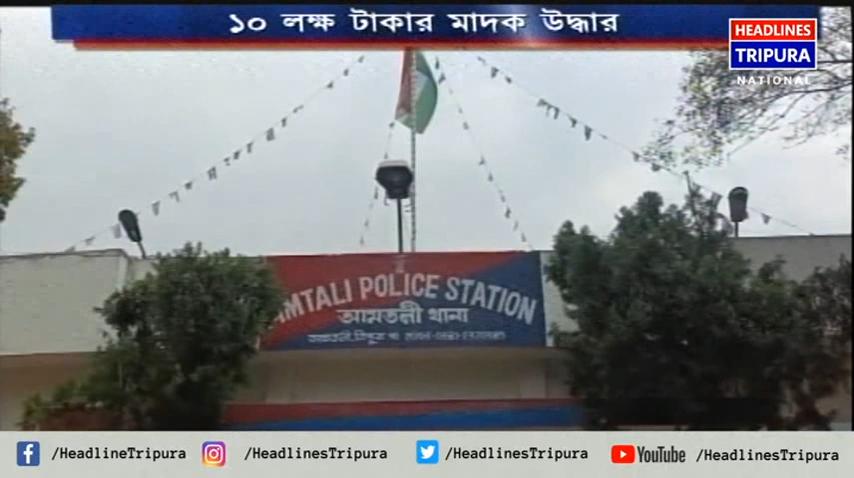 ১০ লক্ষ টাকার মাদক উদ্ধার
HEADLINES
TRIPURA
NATIONAL
AMTALI POLICE STATION
আমতলী থানা
/HeadlineTripura /HeadlinesTripura /HeadlinesTripura YouTube /HeadlinesTripura